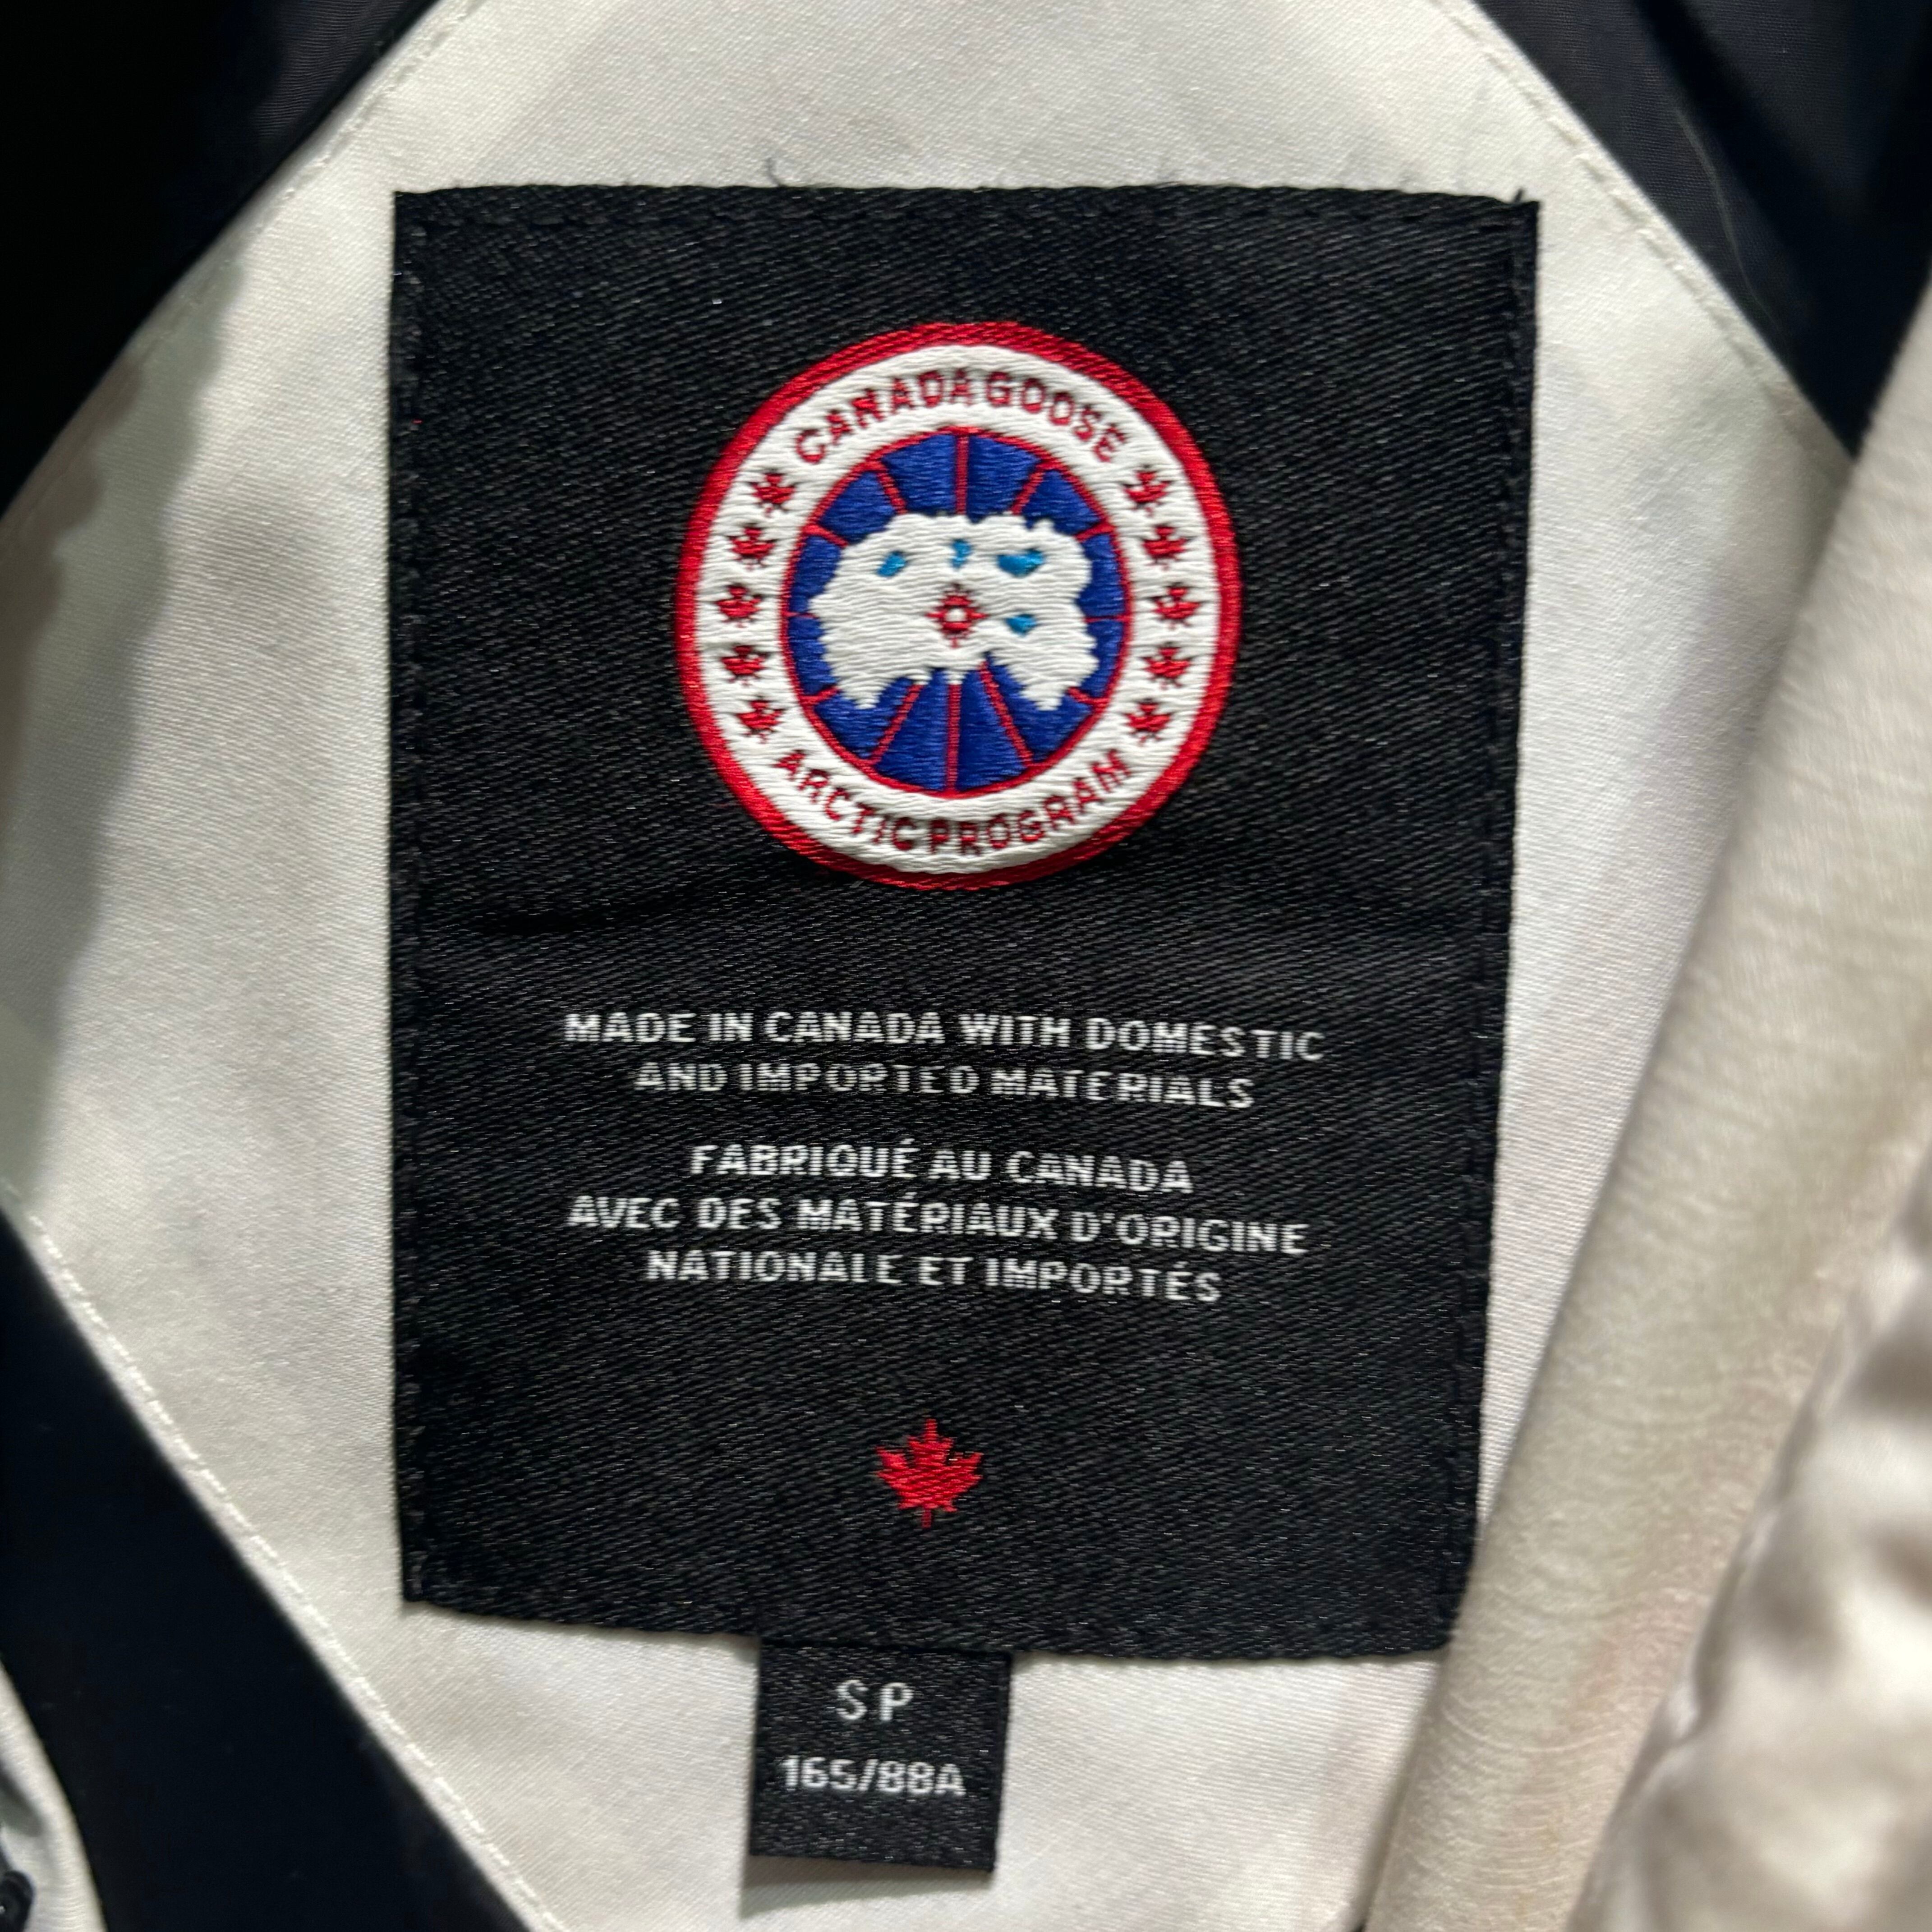 CANADA GOOSE
ARCTIC PROGRAM
MADE IN CANADA WITH DOMESTIC
AND IMPORTED MATERIALS
FABRIQUÉ AU CANADA
AVEC DES MATÉRIAUX D'ORIGINE
NATIONALE ET IMPORTÉS
SP
165/88A